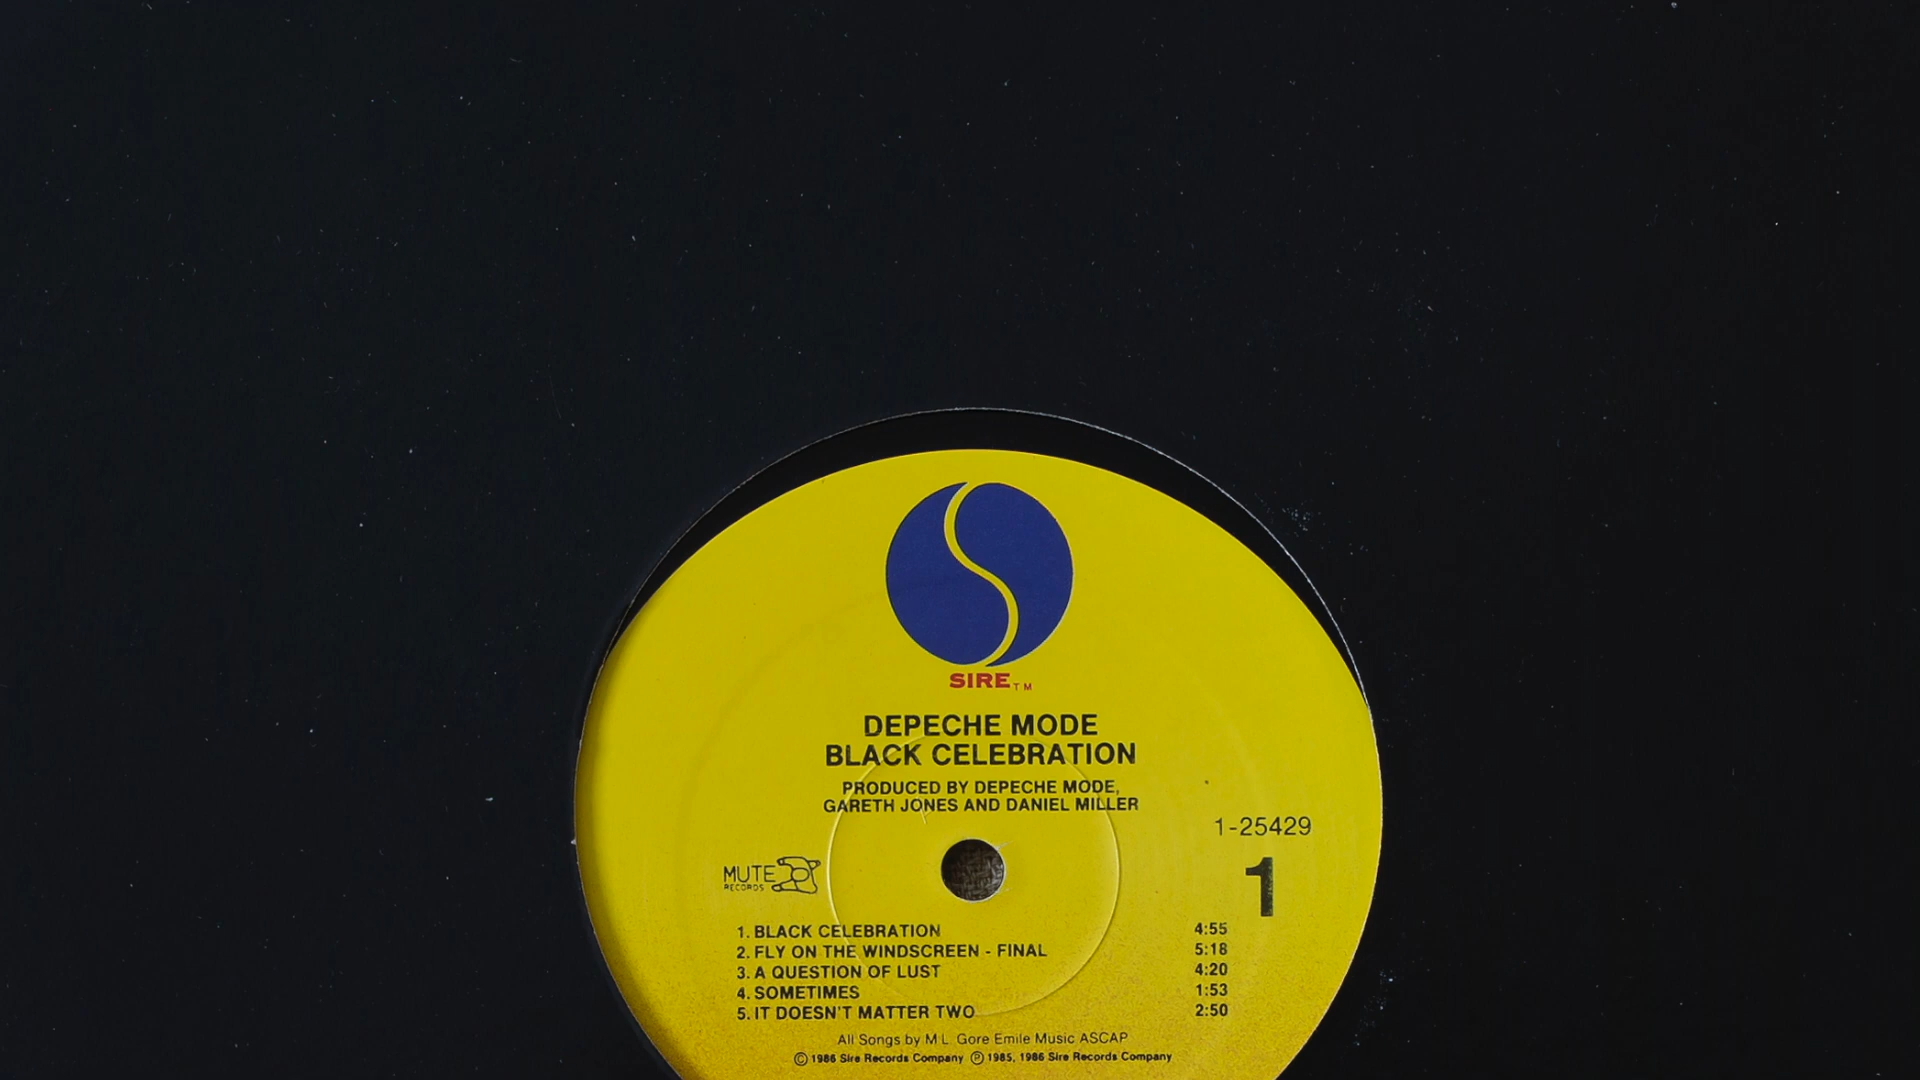 SIRE TM
DEPECHE MODE
BLACK CELEBRATION
PRODUCED BY DEPECHE MODE,
GARETH JONES AND DANIEL MILLER
1-25429
MUTE
RECORDS
1
1. BLACK CELEBRATION 4:55
2. FLY ON THE WINDSCREEN - FINAL 5:18
3. A QUESTION OF LUST 4:20
4. SOMETIMES 1:53
5. IT DOESN'T MATTER TWO 2:50
All Songs by M.L. Gore Emile Music ASCAP
© 1986 Sire Records Company ℗ 1985, 1986 Sire Records Company